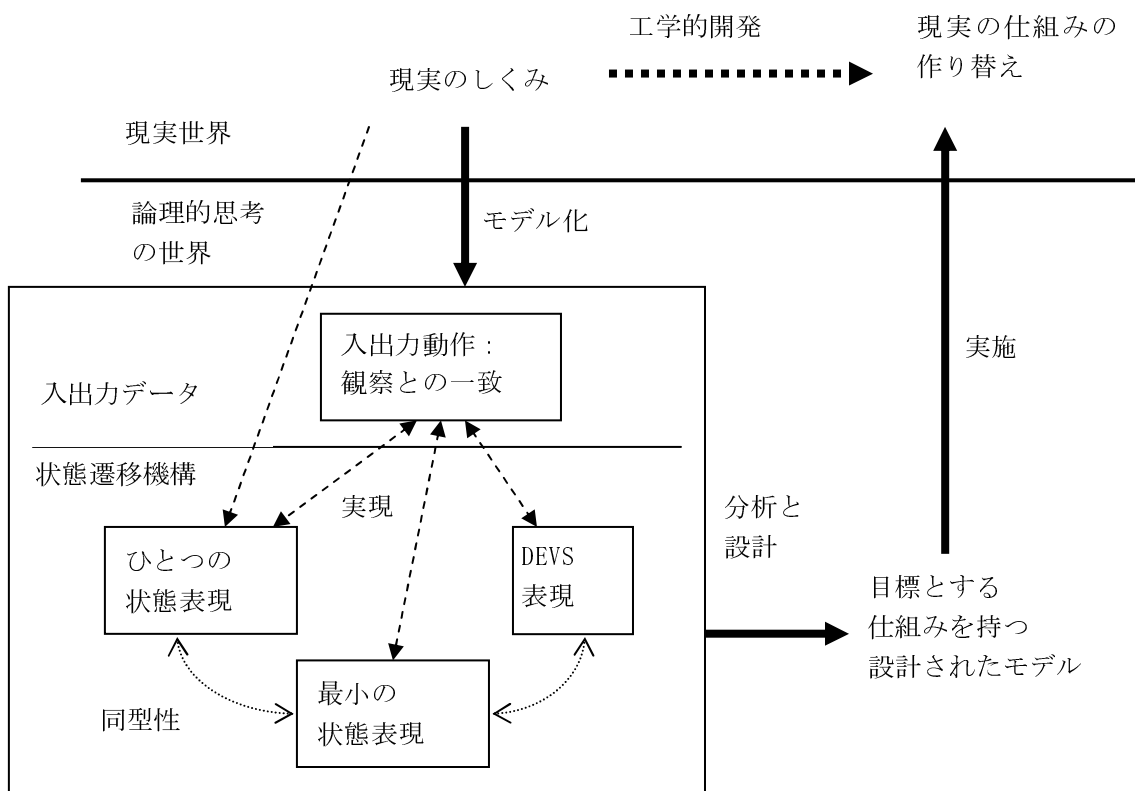 工学的開発
現実の仕組みの
作り替え
現実のしくみ
現実世界
論理的思考
の世界
モデル化
入出力動作：
観察との一致
入出力データ
実施
状態遷移機構
実現
分析と
設計
ひとつの
状態表現
DEVS
表現
目標とする
仕組みを持つ
設計されたモデル
最小の
状態表現
同型性